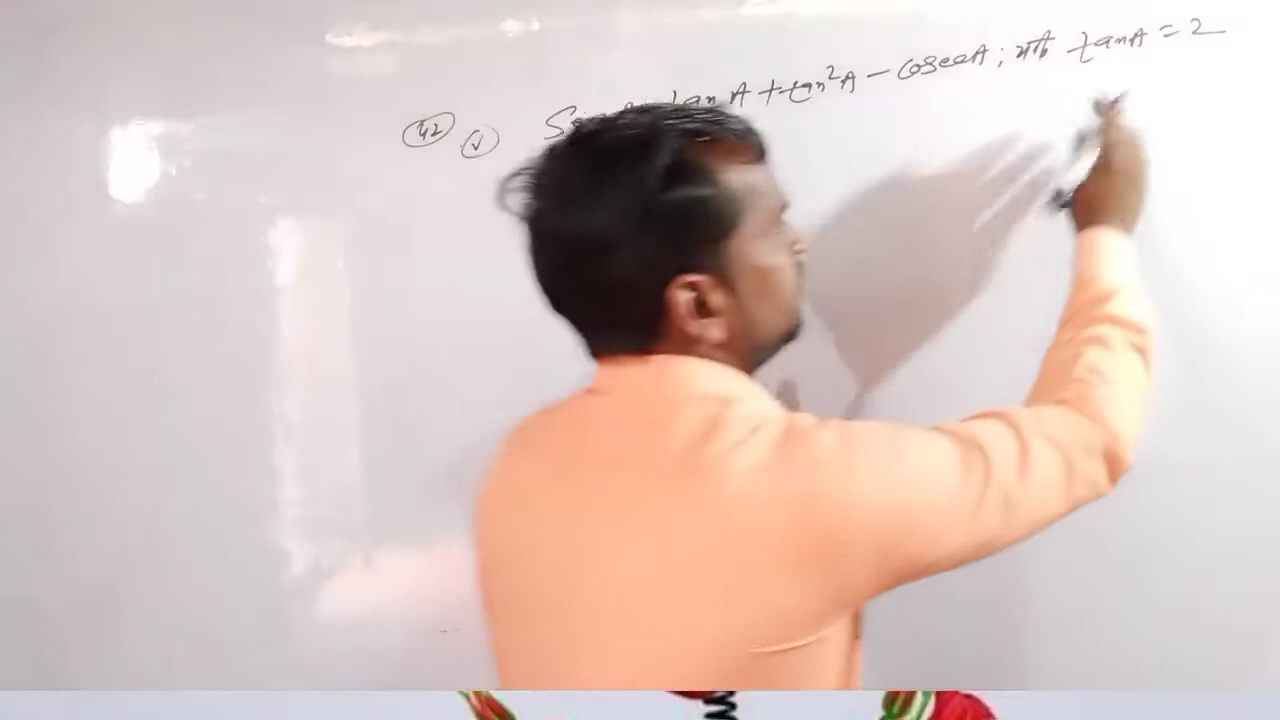 42 v tan A + tan²A - cosecA ; यदि tanA = 2